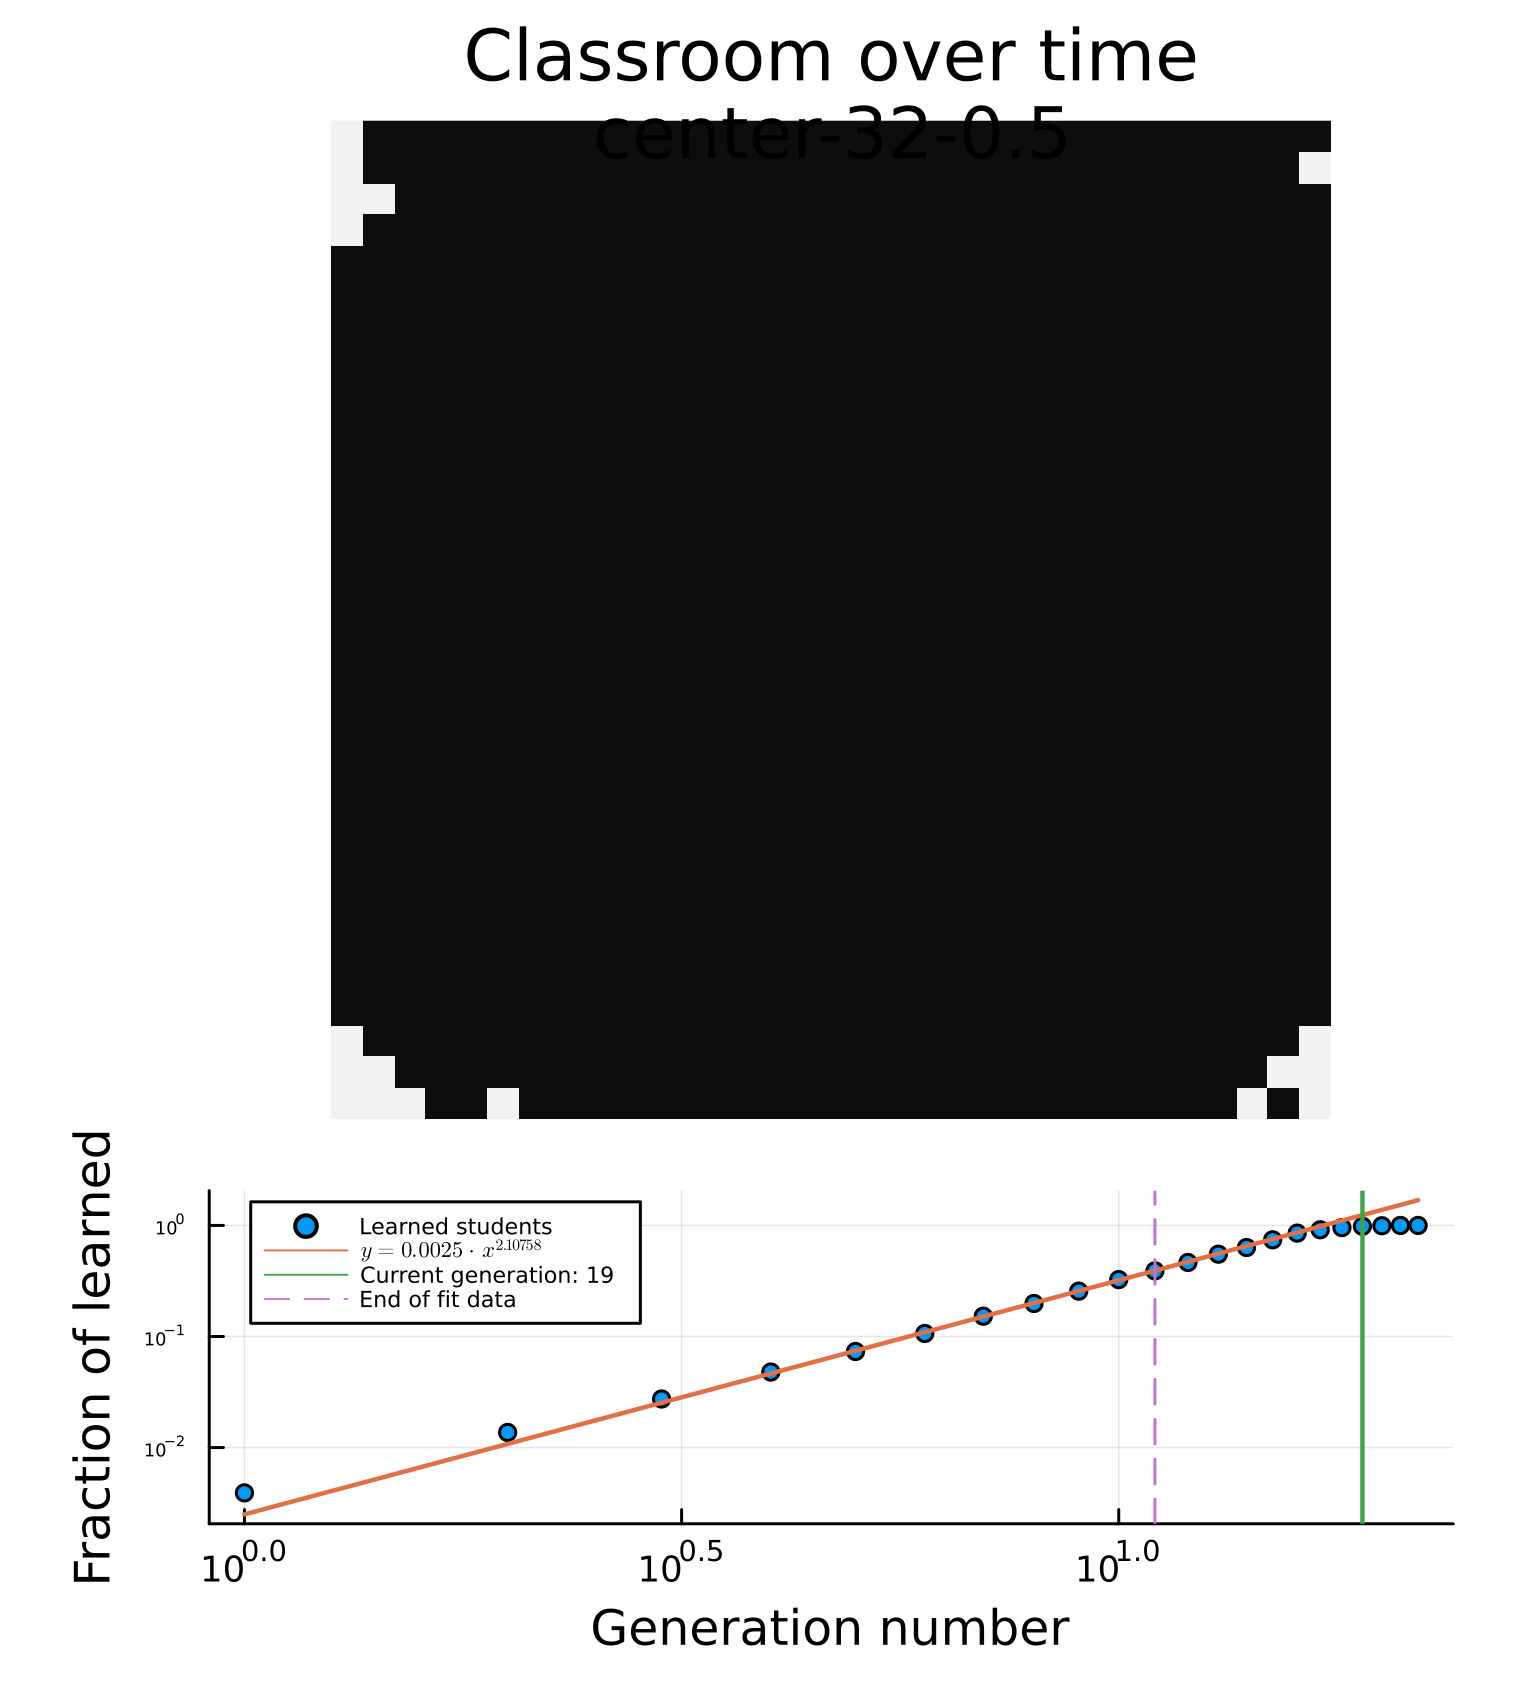 Classroom over time
center-32-0.5
Fraction of learned
10^0
10^-1
10^-2
Learned students
y = 0.0025 · x^2.10758
Current generation: 19
End of fit data
10^0.0 10^0.5 10^1.0
Generation number